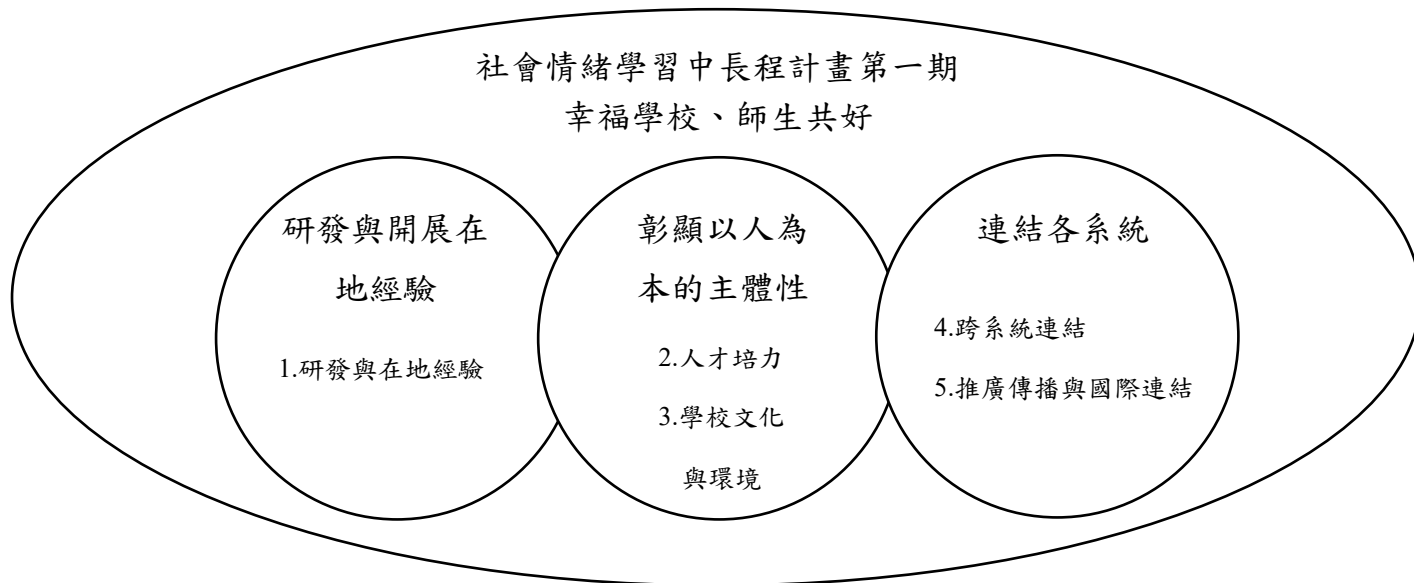 社會情緒學習中長程計畫第一期
幸福學校、師生共好
研發與開展在
地經驗
1.研發與在地經驗
彰顯以人為
本的主體性
2.人才培力
3.學校文化
與環境
連結各系統
4.跨系統連結
5.推廣傳播與國際連結